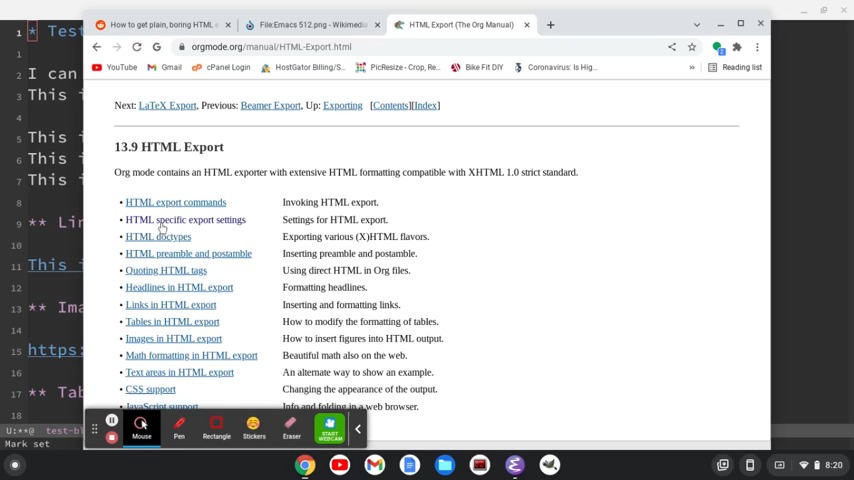 How to get plain, boring HTML e
File:Emacs 512.png - Wikimedia
HTML Export (The Org Manual)
orgmode.org/manual/HTML-Export.html
YouTube
Gmail
cPanel Login
HostGator Billing/S...
PicResize - Crop, Re...
Bike Fit DIY
Coronavirus: Is Hig...
»
Reading list
Next: LaTeX Export, Previous: Beamer Export, Up: Exporting [Contents][Index]
13.9 HTML Export
Org mode contains an HTML exporter with extensive HTML formatting compatible with XHTML 1.0 strict standard.
• HTML export commands Invoking HTML export.
• HTML specific export settings Settings for HTML export.
• HTML doctypes Exporting various (X)HTML flavors.
• HTML preamble and postamble Inserting preamble and postamble.
• Quoting HTML tags Using direct HTML in Org files.
• Headlines in HTML export Formatting headlines.
• Links in HTML export Inserting and formatting links.
• Tables in HTML export How to modify the formatting of tables.
• Images in HTML export How to insert figures into HTML output.
• Math formatting in HTML export Beautiful math also on the web.
• Text areas in HTML export An alternate way to show an example.
• CSS support Changing the appearance of the output.
• JavaScript support Info and folding in a web browser.
1 * Test
1
2 I can
3 This i
4
5 This i
6 This i
7 This i
8
9 ** Lin
10
11 This i
12
13 ** Ima
14
15 https:
16
17 ** Tab
18
U:**@ test-bl
Mark set
Mouse
Pen
Rectangle
Stickers
Eraser
START WEBCAM
8:20